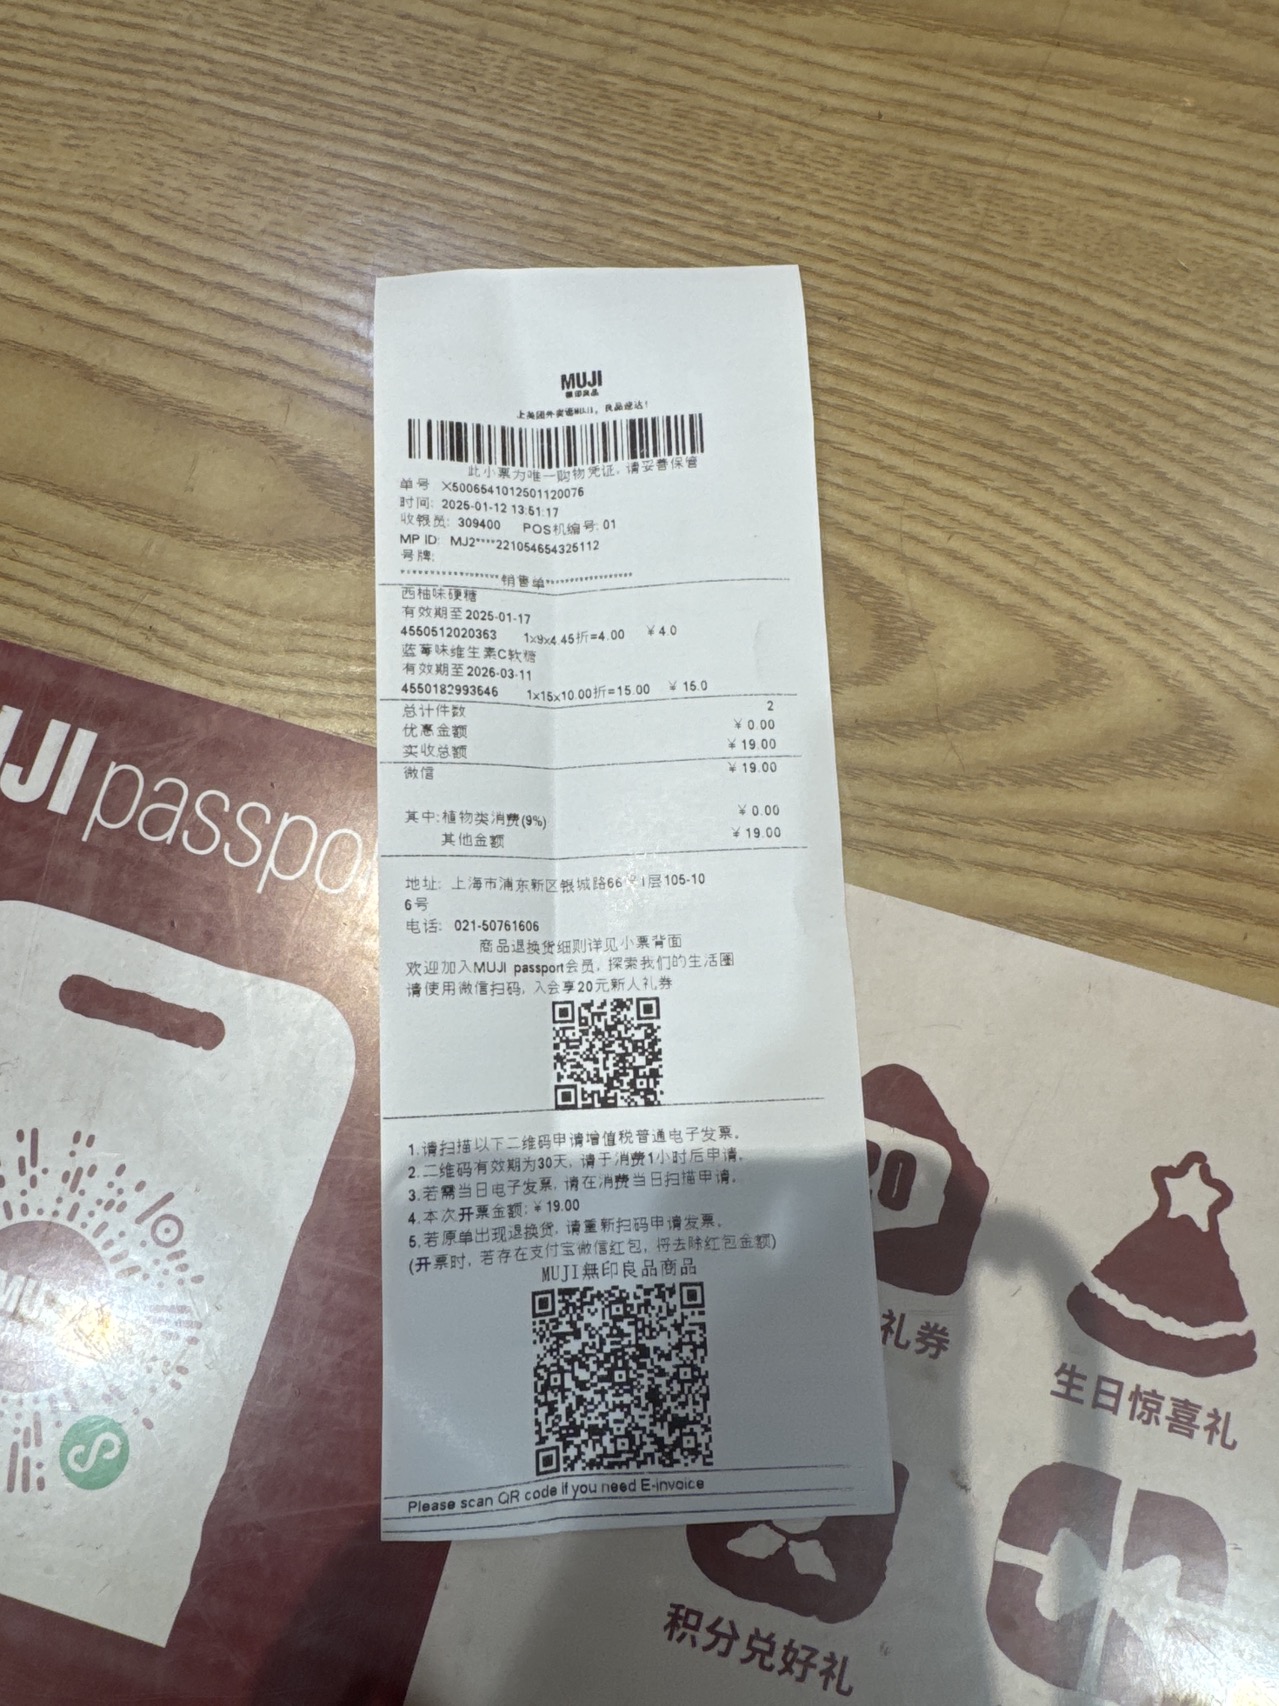 MUJI
無印良品
上美团外卖搜MUJI，良品速达！
此小票为唯一购物凭证，请妥善保管
单号 X5006541012501120076
时间: 2025-01-12 13:51:17
收银员: 309400 POS机编号: 01
MP ID: MJ2****221054654325112
号牌:
销售单
西柚味硬糖
有效期至2025-01-17
4550512020363 1x9x4.45折=4.00 ￥4.0
蓝莓味维生素C软糖
有效期至2026-03-11
4550182993646 1x15x10.00折=15.00 ￥15.0
总计件数 2
优惠金额 ￥0.00
实收总额 ￥19.00
微信 ￥19.00
其中:植物类消费(9%) ￥0.00
其他金额 ￥19.00
地址: 上海市浦东新区银城路66号1层105-10
6号
电话: 021-50761606
商品退换货细则详见小票背面
欢迎加入MUJI passport会员, 探索我们的生活圈
请使用微信扫码, 入会享20元新人礼券
1.请扫描以下二维码申请增值税普通电子发票。
2.二维码有效期为30天, 请于消费1小时后申请。
3.若需当日电子发票, 请在消费当日扫描申请。
4.本次开票金额: ￥19.00
5.若原单出现退换货, 请重新扫码申请发票。
(开票时, 若存在支付宝微信红包, 将去除红包金额)
MUJI無印良品商品
Please scan QR code if you need E-invoice
JI passpo
礼券
生日惊喜礼
积分兑好礼